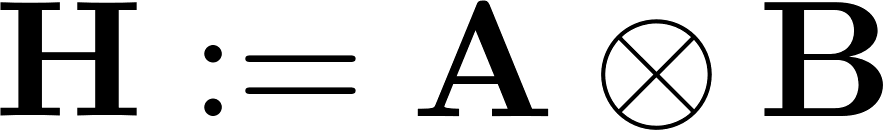 H := A ⊗ B